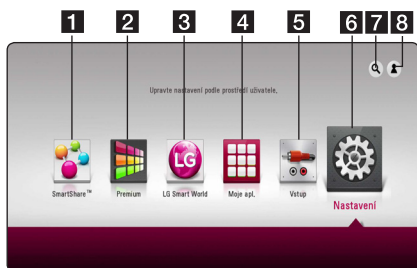 1 2 3 4 5 6 7 8
Upravte nastavení podle prostředí uživatele.
LG
SmartShare™ Premium LG Smart World Moje apl. Vstup
Nastavení